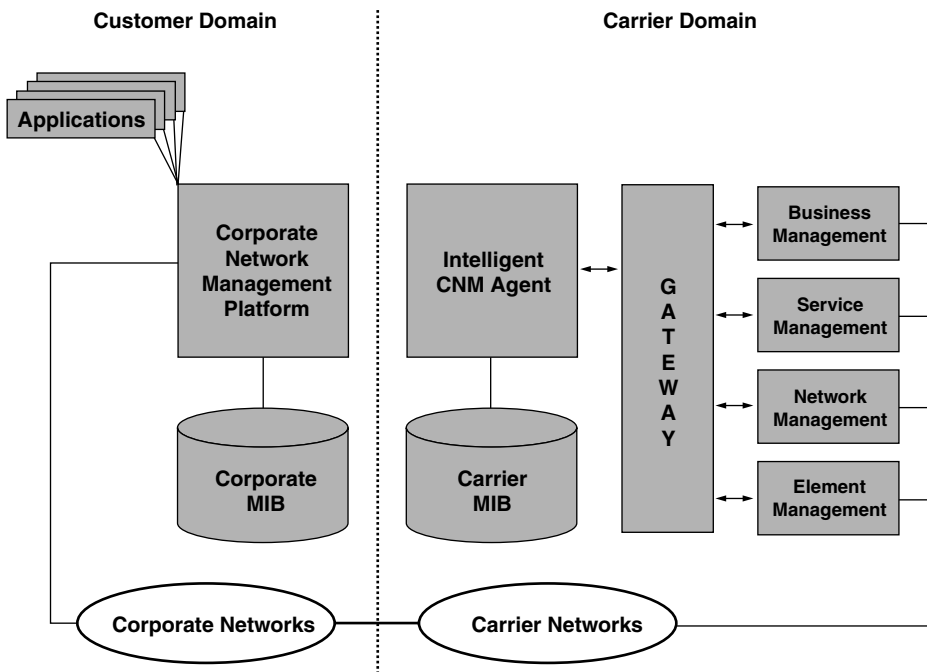 Customer Domain
Carrier Domain
Applications
Corporate
Network
Management
Platform
Intelligent
CNM Agent
G
A
T
E
W
A
Y
Business
Management
Service
Management
Network
Management
Element
Management
Corporate
MIB
Carrier
MIB
Corporate Networks
Carrier Networks